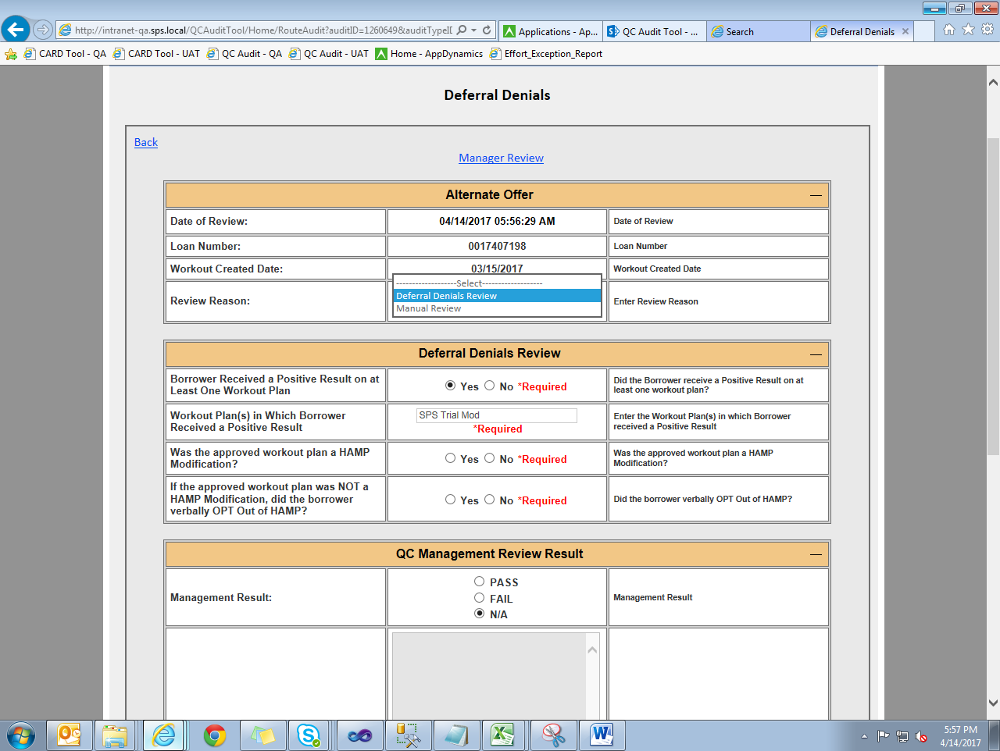 http://intranet-qa.sps.local/QCAuditTool/Home/RouteAudit?auditID=1260649&auditTypeI
Applications - Ap...
QC Audit Tool - ...
Search
Deferral Denials
CARD Tool - QA
CARD Tool - UAT
QC Audit - QA
QC Audit - UAT
Home - AppDynamics
Effort_Exception_Report
Deferral Denials
Back
Manager Review
Alternate Offer
Date of Review: 04/14/2017 05:56:29 AM Date of Review
Loan Number: 0017407198 Loan Number
Workout Created Date: 03/15/2017 Workout Created Date
-------------------Select-------------------
Deferral Denials Review
Manual Review
Review Reason: Enter Review Reason
Deferral Denials Review
Borrower Received a Positive Result on at
Least One Workout Plan
Yes No *Required
Did the Borrower receive a Positive Result on at
least one workout plan?
Workout Plan(s) in Which Borrower
Received a Positive Result
SPS Trial Mod
*Required
Enter the Workout Plan(s) in which Borrower
received a Positive Result
Was the approved workout plan a HAMP
Modification?
Yes No *Required
Was the approved workout plan a HAMP
Modification?
If the approved workout plan was NOT a
HAMP Modification, did the borrower
verbally OPT Out of HAMP?
Yes No *Required
Did the borrower verbally OPT Out of HAMP?
QC Management Review Result
Management Result:
PASS
FAIL
N/A
Management Result
5:57 PM
4/14/2017